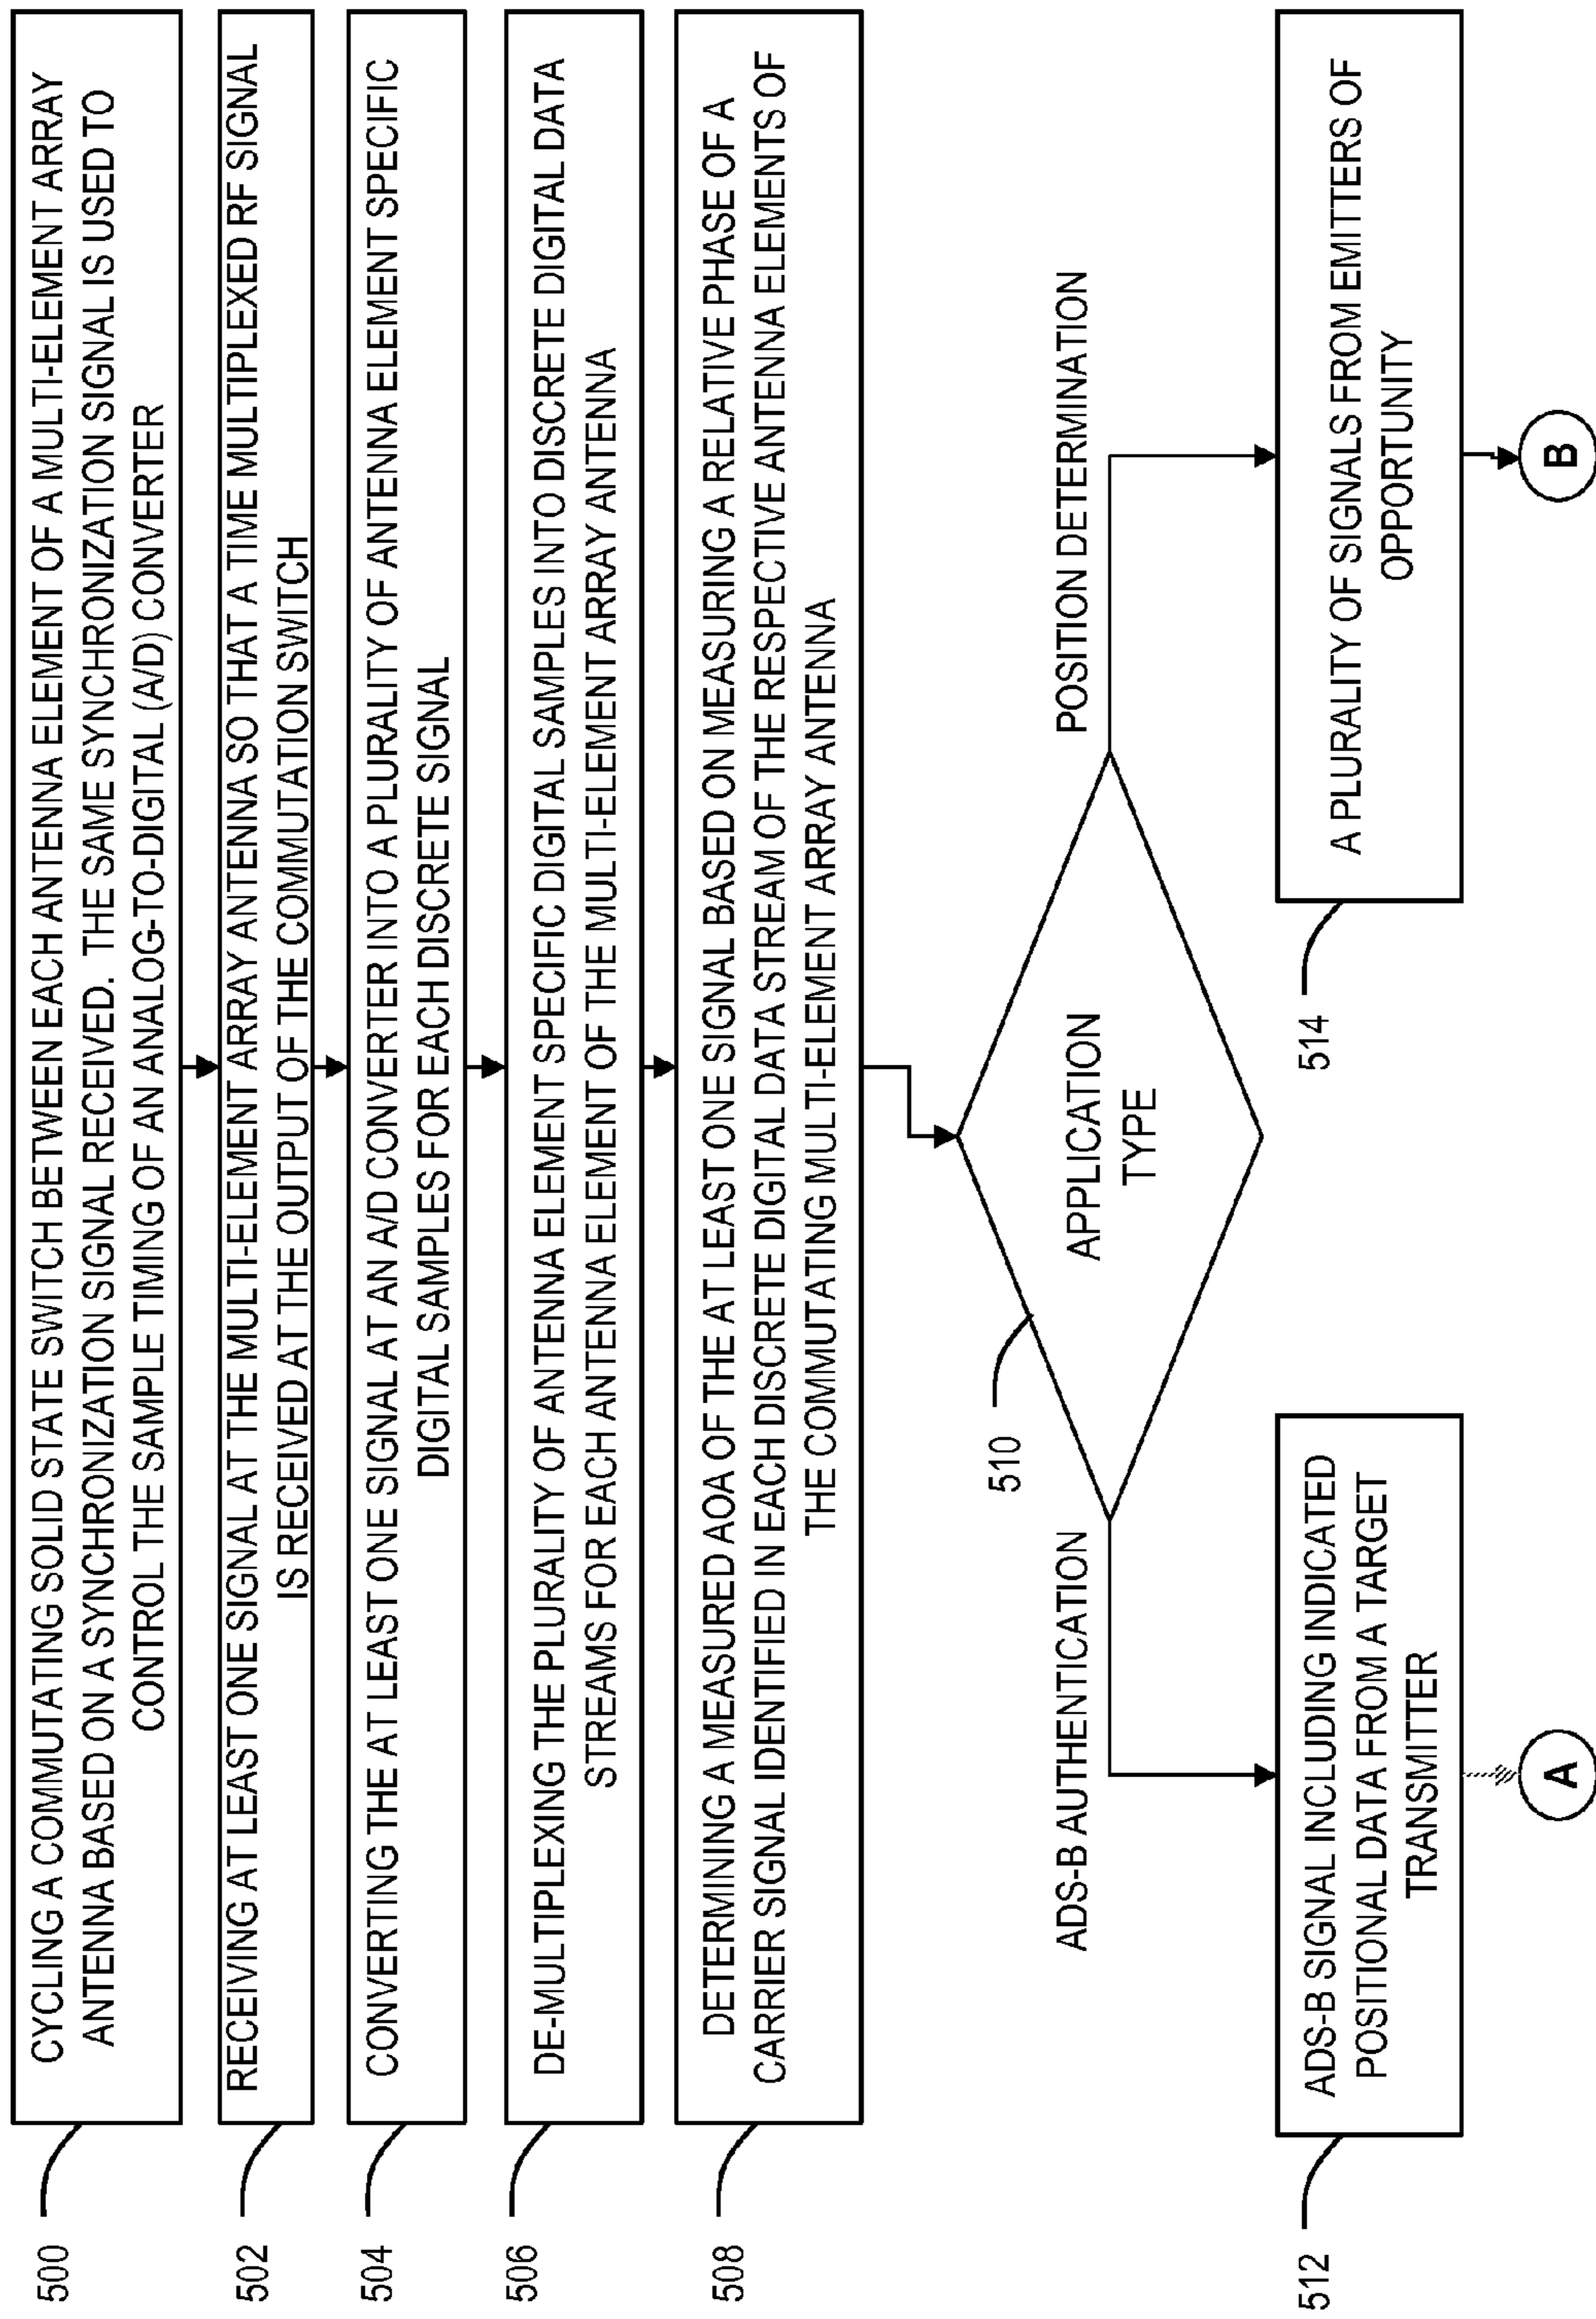 500
CYCLING A COMMUTATING SOLID STATE SWITCH BETWEEN EACH ANTENNA ELEMENT OF A MULTI-ELEMENT ARRAY
ANTENNA BASED ON A SYNCHRONIZATION SIGNAL RECEIVED. THE SAME SYNCHRONIZATION SIGNAL IS USED TO
CONTROL THE SAMPLE TIMING OF AN ANALOG-TO-DIGITAL (A/D) CONVERTER
502
RECEIVING AT LEAST ONE SIGNAL AT THE MULTI-ELEMENT ARRAY ANTENNA SO THAT A TIME MULTIPLEXED RF SIGNAL
IS RECEIVED AT THE OUTPUT OF THE COMMUTATION SWITCH
504
CONVERTING THE AT LEAST ONE SIGNAL AT AN A/D CONVERTER INTO A PLURALITY OF ANTENNA ELEMENT SPECIFIC
DIGITAL SAMPLES FOR EACH DISCRETE SIGNAL
506
DE-MULTIPLEXING THE PLURALITY OF ANTENNA ELEMENT SPECIFIC DIGITAL SAMPLES INTO DISCRETE DIGITAL DATA
STREAMS FOR EACH ANTENNA ELEMENT OF THE MULTI-ELEMENT ARRAY ANTENNA
508
DETERMINING A MEASURED AOA OF THE AT LEAST ONE SIGNAL BASED ON MEASURING A RELATIVE PHASE OF A
CARRIER SIGNAL IDENTIFIED IN EACH DISCRETE DIGITAL DATA STREAM OF THE RESPECTIVE ANTENNA ELEMENTS OF
THE COMMUTATING MULTI-ELEMENT ARRAY ANTENNA
510
APPLICATION
TYPE
ADS-B AUTHENTICATION
POSITION DETERMINATION
512
ADS-B SIGNAL INCLUDING INDICATED
POSITIONAL DATA FROM A TARGET
TRANSMITTER
514
A PLURALITY OF SIGNALS FROM EMITTERS OF
OPPORTUNITY
A
B